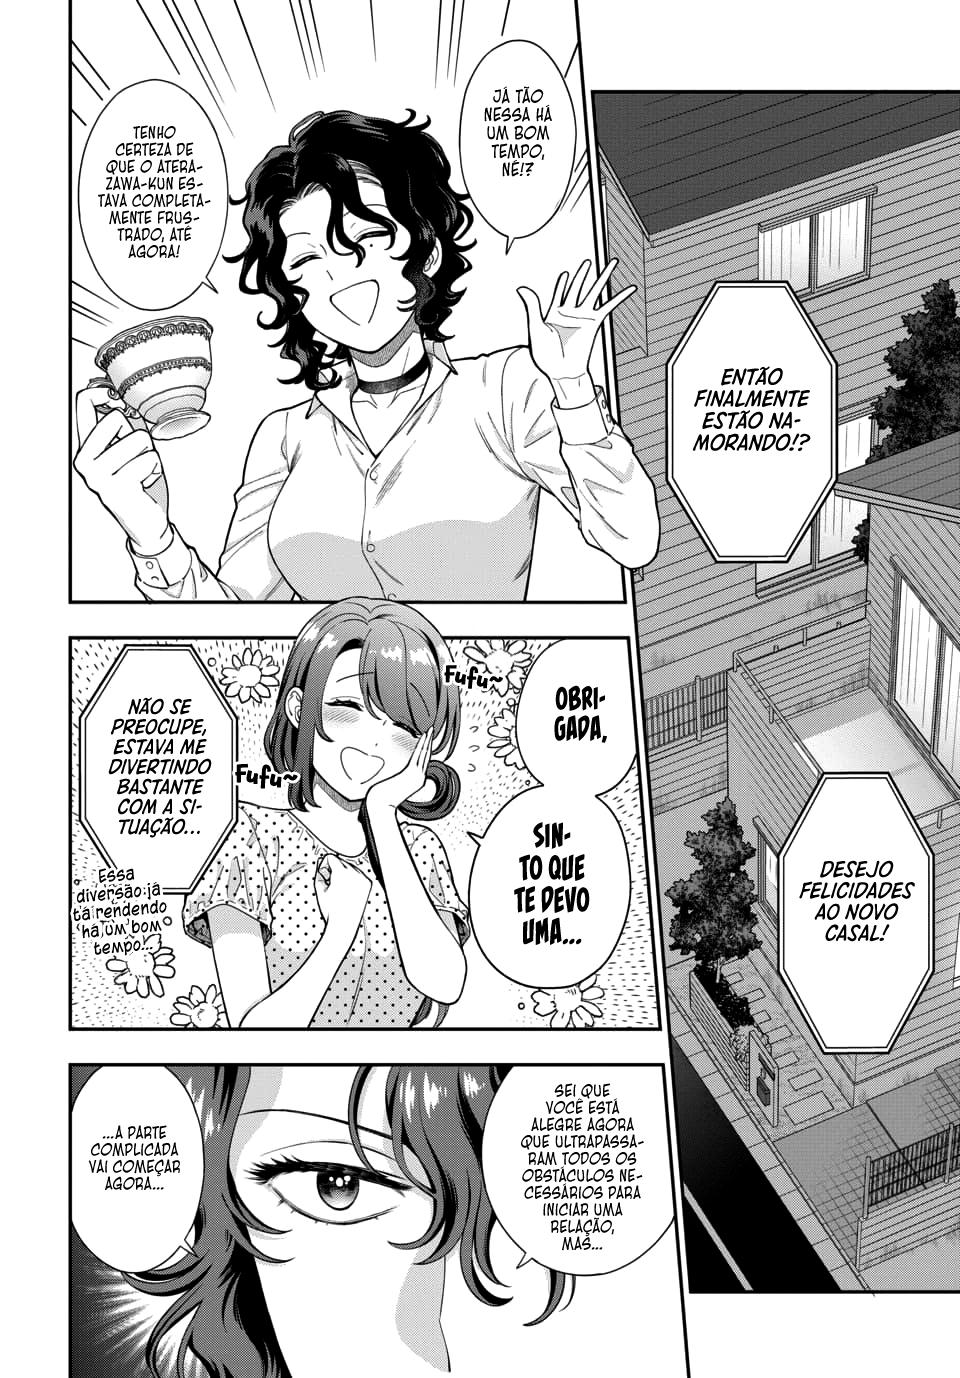 ENTÃO
FINALMENTE
ESTÃO NA-
MORANDO!?
DESEJO
FELICIDADES
AO NOVO
CASAL!
JÁ TÃO
NESSA HÁ
UM BOM
TEMPO,
NÉ!?
TENHO
CERTEZA DE
QUE O ATERA-
ZAWA-KUN ES-
TAVA COMPLETA-
MENTE FRUS-
TRADO, ATÉ
AGORA!
OBRI-
GADA,
SIN-
TO QUE
TE DEVO
UMA...
Fufu~
Fufu~
NÃO SE
PREOCUPE,
ESTAVA ME
DIVERTINDO
BASTANTE
COM A SI-
TUAÇÃO...
Essa
diversão já
tá rendendo
há um bom
tempo...
SEI QUE
VOCÊ ESTÁ
ALEGRE AGORA
QUE ULTRAPASSA-
RAM TODOS OS
OBSTÁCULOS NE-
CESSÁRIOS PARA
INICIAR UMA
RELAÇÃO,
MAS...
...A PARTE
COMPLICADA
VAI COMEÇAR
AGORA...